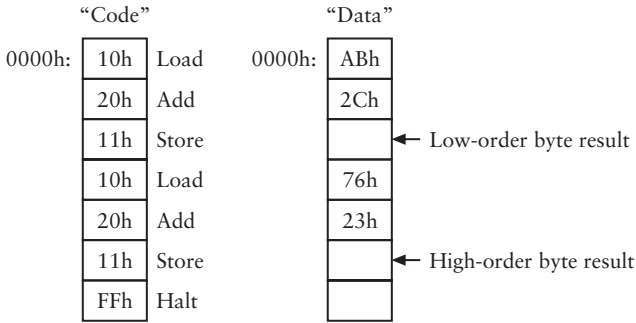 “Code” “Data”
0000h: 10h Load 0000h: ABh
20h Add 2Ch
11h Store Low-order byte result
10h Load 76h
20h Add 23h
11h Store High-order byte result
FFh Halt